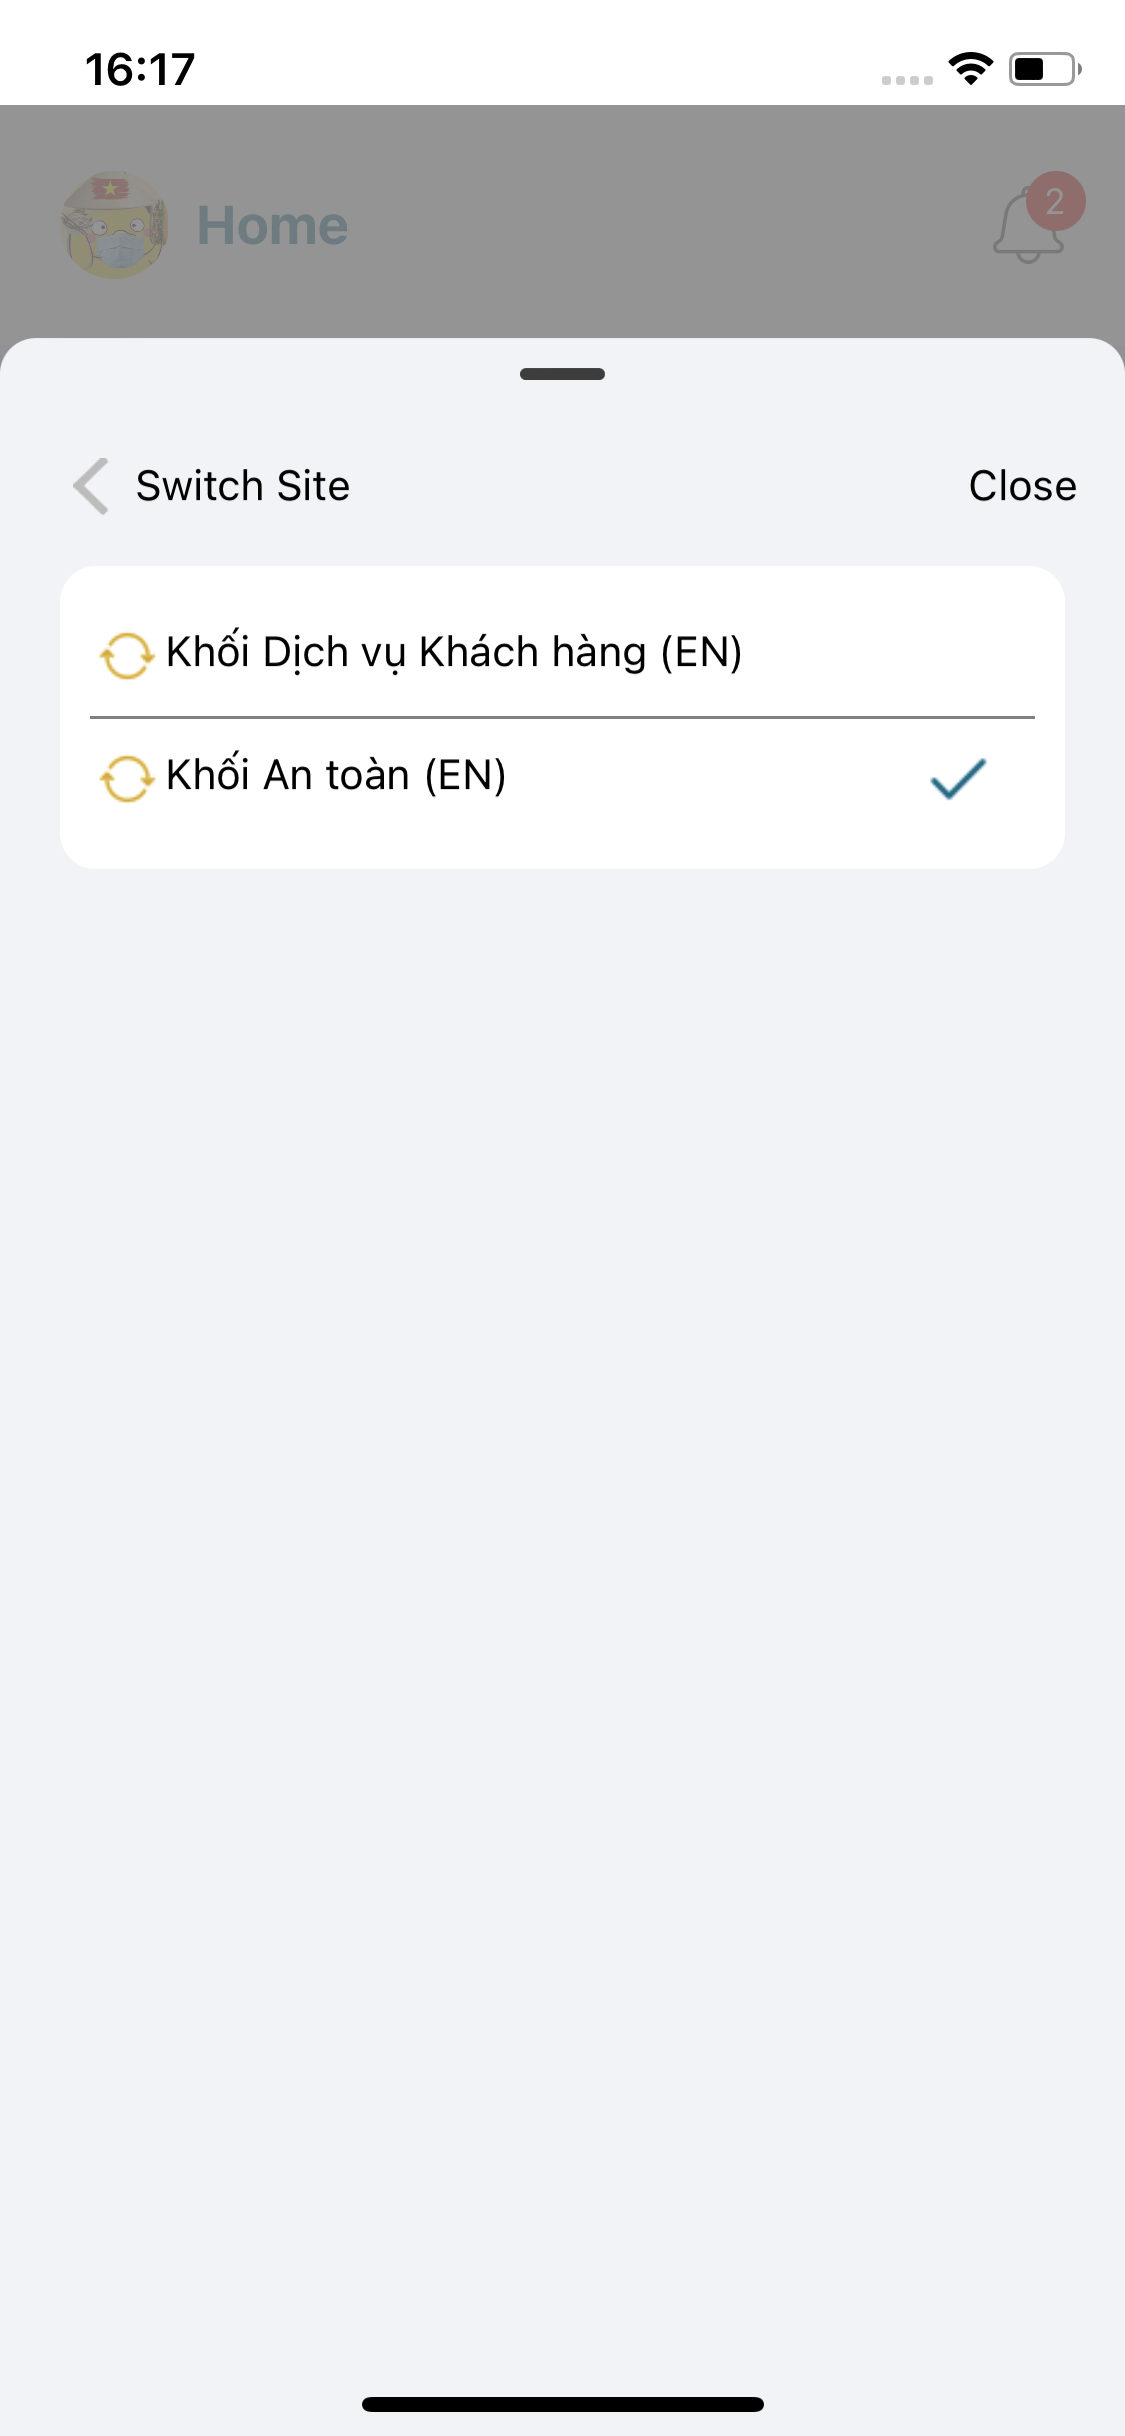 16:17
Home
2
Switch Site
Close
Khối Dịch vụ Khách hàng (EN)
Khối An toàn (EN)